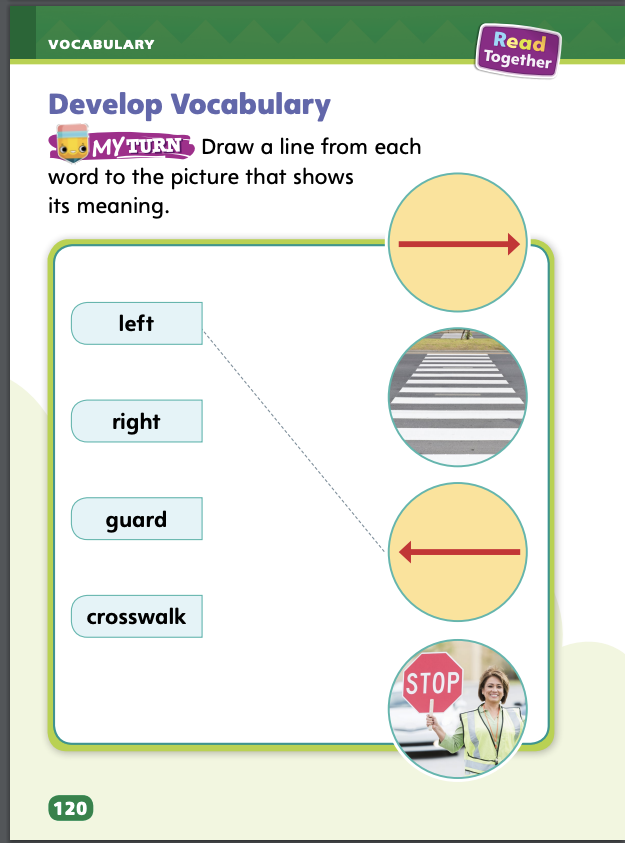 VOCABULARY
Read
Together
Develop Vocabulary
MY TURN Draw a line from each
word to the picture that shows
its meaning.
left
right
guard
crosswalk
STOP
120